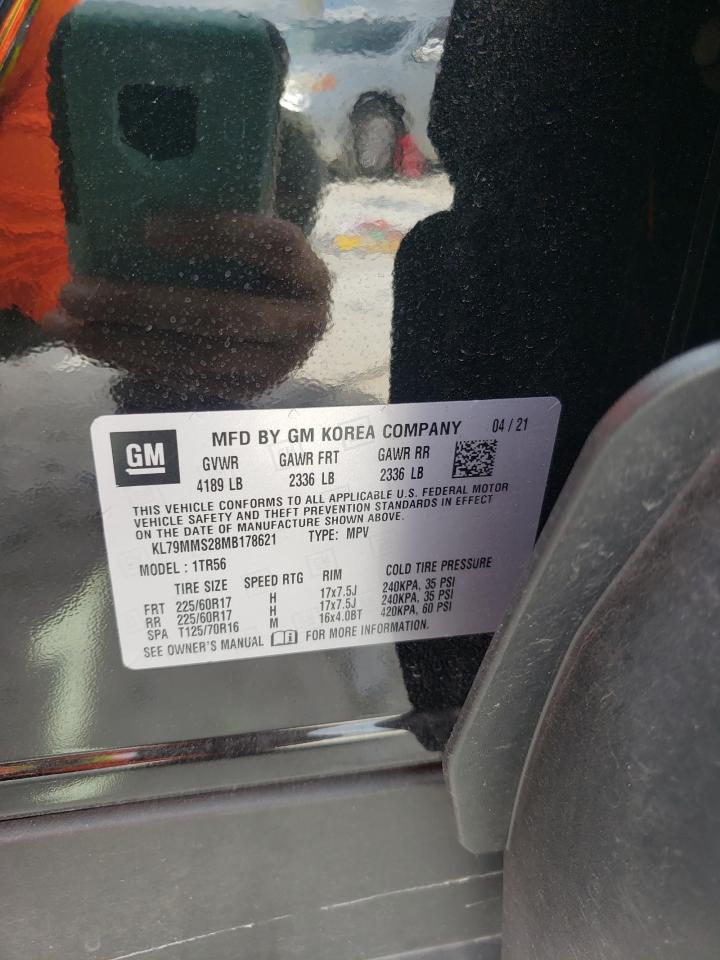 GM
MFD BY GM KOREA COMPANY 04 / 21
GVWR GAWR FRT GAWR RR
4189 LB 2336 LB 2336 LB
THIS VEHICLE CONFORMS TO ALL APPLICABLE U.S. FEDERAL MOTOR
VEHICLE SAFETY AND THEFT PREVENTION STANDARDS IN EFFECT
ON THE DATE OF MANUFACTURE SHOWN ABOVE.
KL79MMS28MB178621 TYPE: MPV
MODEL : 1TR56
TIRE SIZE SPEED RTG RIM COLD TIRE PRESSURE
FRT 225/60R17 H 17x7.5J 240KPA, 35 PSI
RR 225/60R17 H 17x7.5J 240KPA, 35 PSI
SPA T125/70R16 M 16x4.0BT 420KPA, 60 PSI
SEE OWNER'S MANUAL FOR MORE INFORMATION.